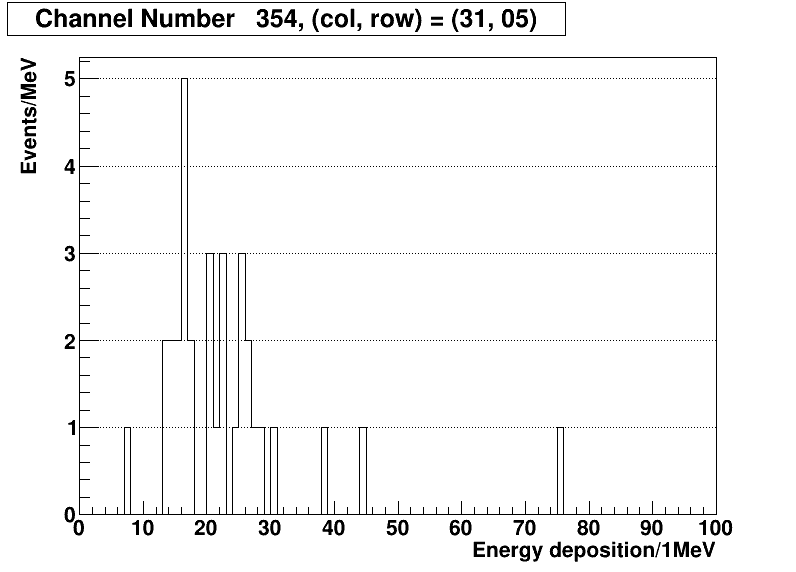 Channel Number 354, (col, row) = (31, 05)
Events/MeV
5
4
3
2
1
0
0 10 20 30 40 50 60 70 80 90 100
Energy deposition/1MeV